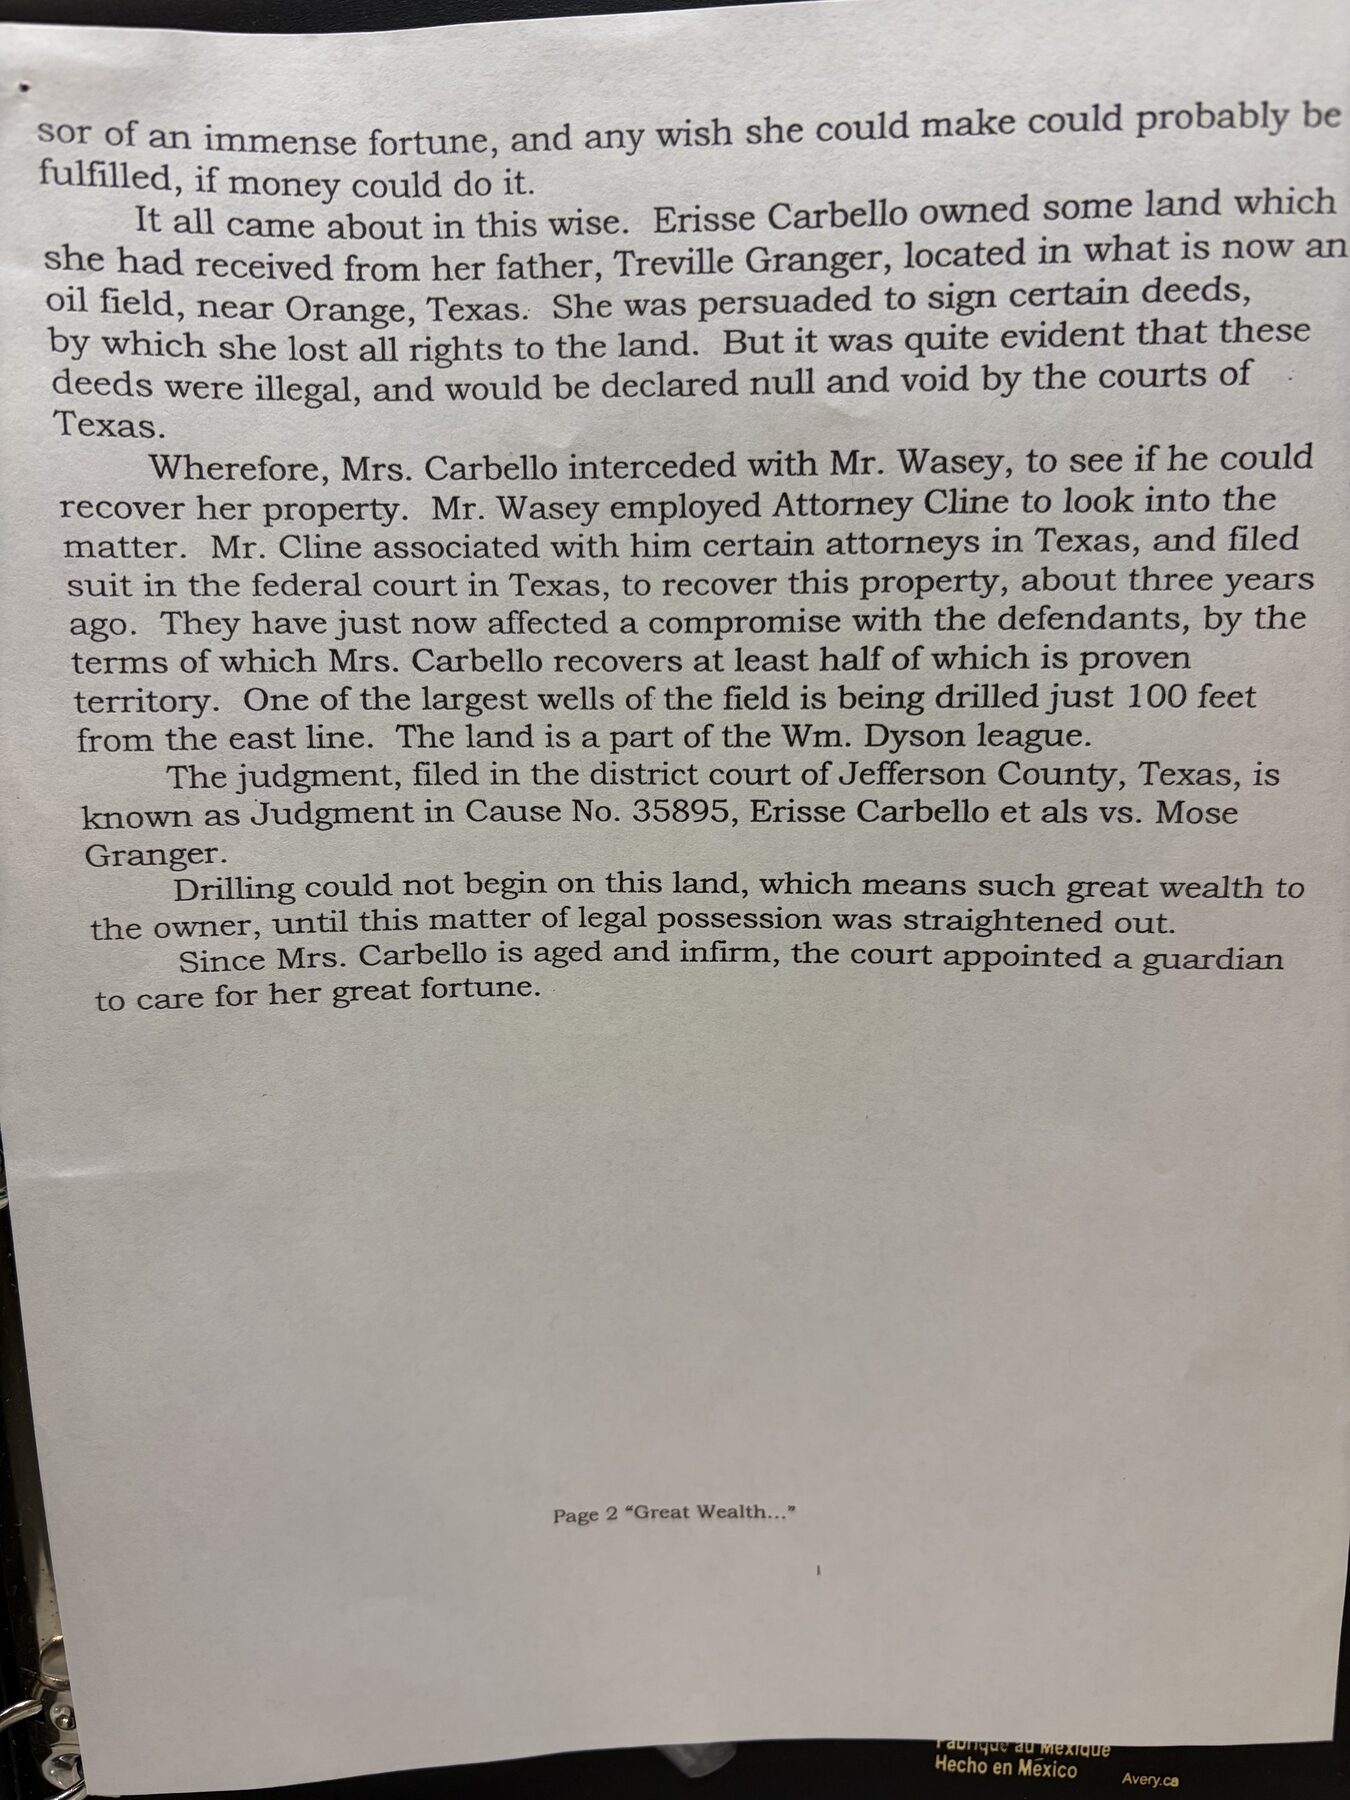 sor of an immense fortune, and any wish she could make could probably be
fulfilled, if money could do it.
It all came about in this wise. Erisse Carbello owned some land which
she had received from her father, Treville Granger, located in what is now an
oil field, near Orange, Texas. She was persuaded to sign certain deeds,
by which she lost all rights to the land. But it was quite evident that these
deeds were illegal, and would be declared null and void by the courts of
Texas.
Wherefore, Mrs. Carbello interceded with Mr. Wasey, to see if he could
recover her property. Mr. Wasey employed Attorney Cline to look into the
matter. Mr. Cline associated with him certain attorneys in Texas, and filed
suit in the federal court in Texas, to recover this property, about three years
ago. They have just now affected a compromise with the defendants, by the
terms of which Mrs. Carbello recovers at least half of which is proven
territory. One of the largest wells of the field is being drilled just 100 feet
from the east line. The land is a part of the Wm. Dyson league.
The judgment, filed in the district court of Jefferson County, Texas, is
known as Judgment in Cause No. 35895, Erisse Carbello et als vs. Mose
Granger.
Drilling could not begin on this land, which means such great wealth to
the owner, until this matter of legal possession was straightened out.
Since Mrs. Carbello is aged and infirm, the court appointed a guardian
to care for her great fortune.
Page 2 "Great Wealth..."
Fabriqué au Mexique
Hecho en México
Avery.ca